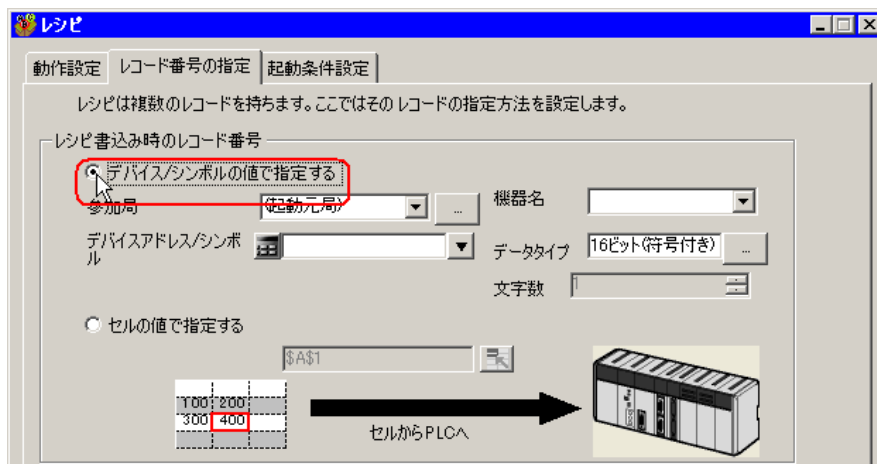 レシピ
動作設定 レコード番号の指定 起動条件設定
レシピは複数のレコードを持ちます。ここではそのレコードの指定方法を設定します。
レシピ書込み時のレコード番号
デバイス/シンボルの値で指定する
参加局 (起動元局) ... 機器名
デバイスアドレス/シンボ
ル
データタイプ 16ビット(符号付き) ...
文字数 1
セルの値で指定する
$A$1
100 200
300 400
セルからPLCへ